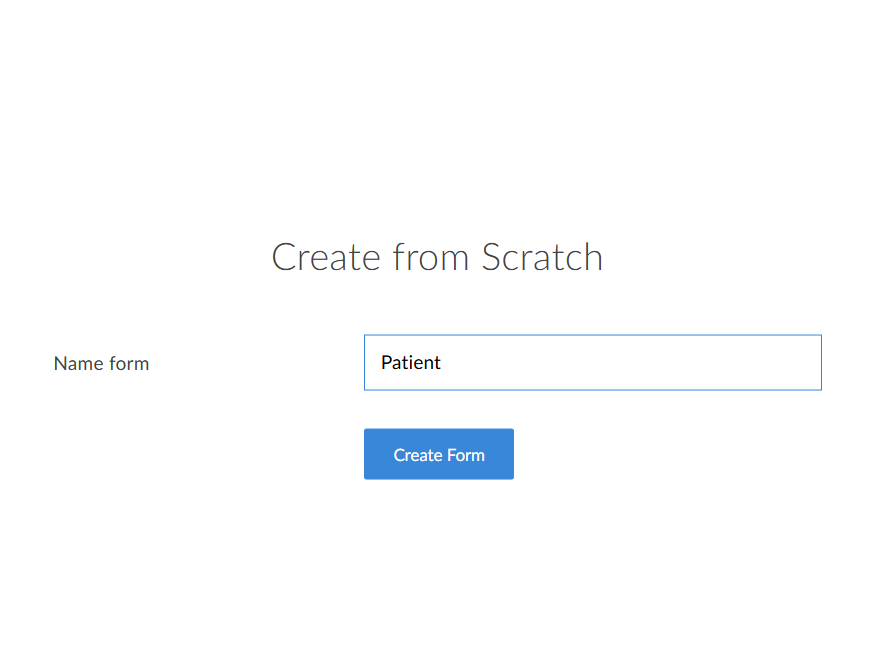 Create from Scratch
Name form
Patient
Create Form